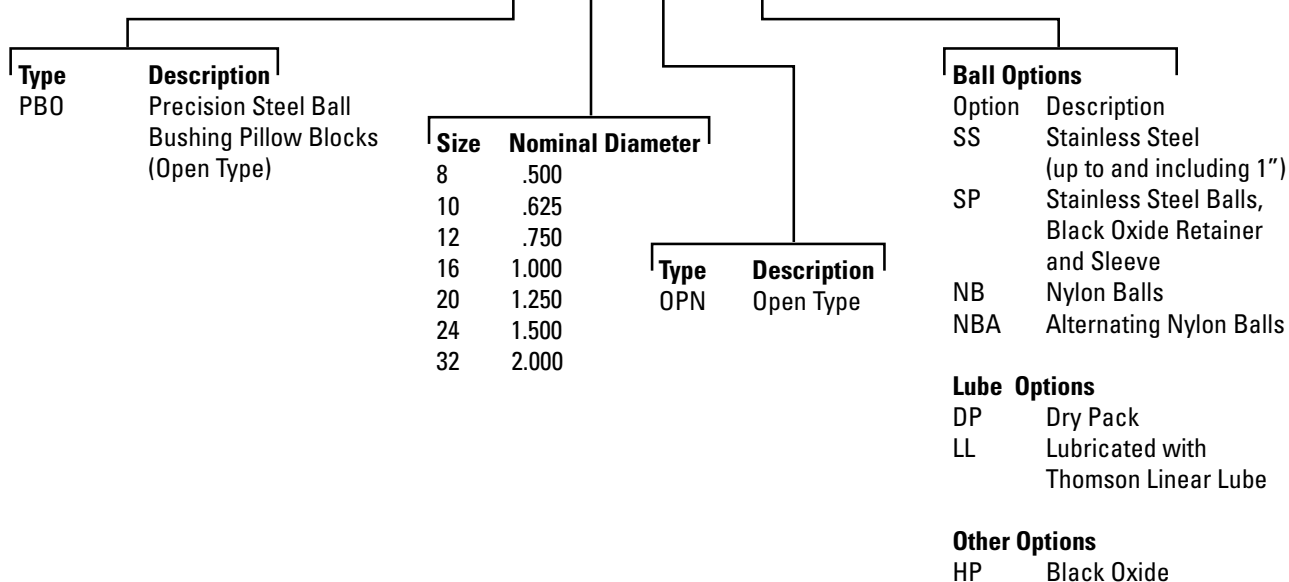 Type Description
PBO Precision Steel Ball
Bushing Pillow Blocks
(Open Type)
Size Nominal Diameter
8 .500
10 .625
12 .750
16 1.000
20 1.250
24 1.500
32 2.000
Type Description
OPN Open Type
Ball Options
Option Description
SS Stainless Steel
(up to and including 1”)
SP Stainless Steel Balls,
Black Oxide Retainer
and Sleeve
NB Nylon Balls
NBA Alternating Nylon Balls
Lube Options
DP Dry Pack
LL Lubricated with
Thomson Linear Lube
Other Options
HP Black Oxide